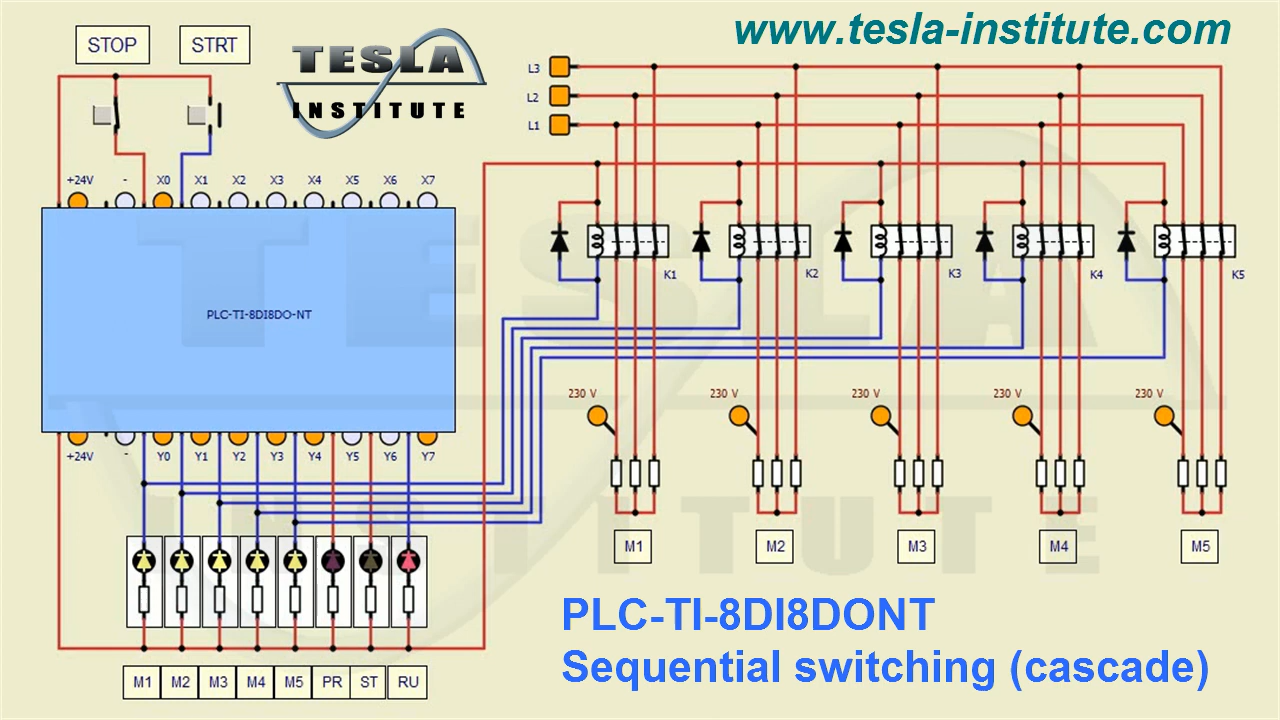 www.tesla-institute.com
STOP STRT
TESLA
INSTITUTE
L3
L2
L1
+24V - X0 X1 X2 X3 X4 X5 X6 X7
K1 K2 K3 K4 K5
PLC-TI-8DI8DO-NT
230 V 230 V 230 V 230 V 230 V
+24V - Y0 Y1 Y2 Y3 Y4 Y5 Y6 Y7
M1 M2 M3 M4 M5
PLC-TI-8DI8DONT
Sequential switching (cascade)
M1 M2 M3 M4 M5 PR ST RU
TESLA
INSTITUTE